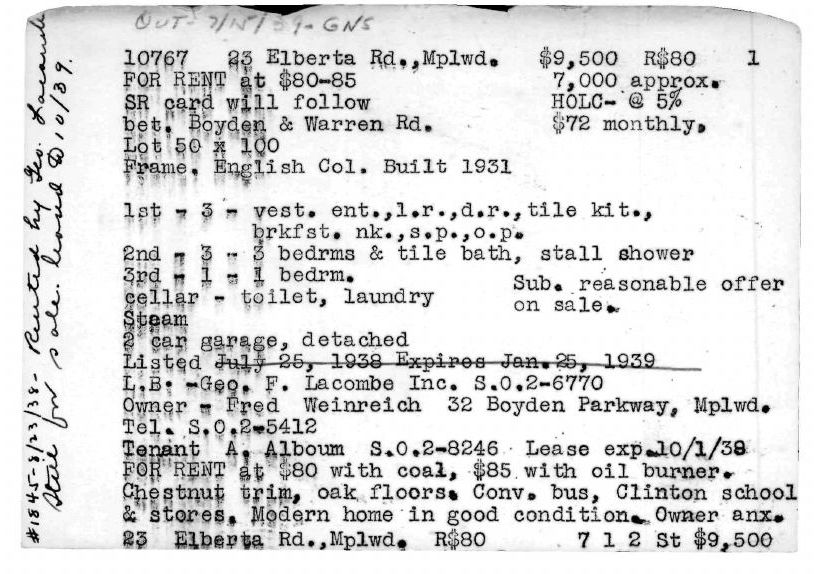 OUT- 7/15/39- GNS
10767 23 Elberta Rd.,Mplwd. $9,500 R$80 1
FOR RENT at $80-85 7,000 approx.
SR card will follow HOLC- @ 5%
bet. Boyden & Warren Rd. $72 monthly.
Lot 50 x 100
Frame, English Col. Built 1931
1st - 3 - vest. ent.,l.r.,d.r.,tile kit.,
brkfst. nk.,s.p.,o.p.
2nd - 3 - 3 bedrms & tile bath, stall shower
3rd - 1 - 1 bedrm.
Sub. reasonable offer
cellar - toilet, laundry
on sale.
Steam
2 car garage, detached
Listed July 25, 1938 Expires Jan. 25, 1939
L.B. -Geo. F. Lacombe Inc. S.O.2-6770
Owner - Fred Weinreich 32 Boyden Parkway, Mplwd.
Tel. S.O.2-5412
Tenant A. Alboum S.O.2-8246 Lease exp.10/1/38
FOR RENT at $80 with coal, $85 with oil burner.
Chestnut trim, oak floors. Conv. bus, Clinton school
& stores. Modern home in good condition. Owner anx.
23 Elberta Rd.,Mplwd. R$80 7 1 2 St $9,500
#1845-8/23/38- Rented by Geo. Lacombe
Still for sale. 10/39.